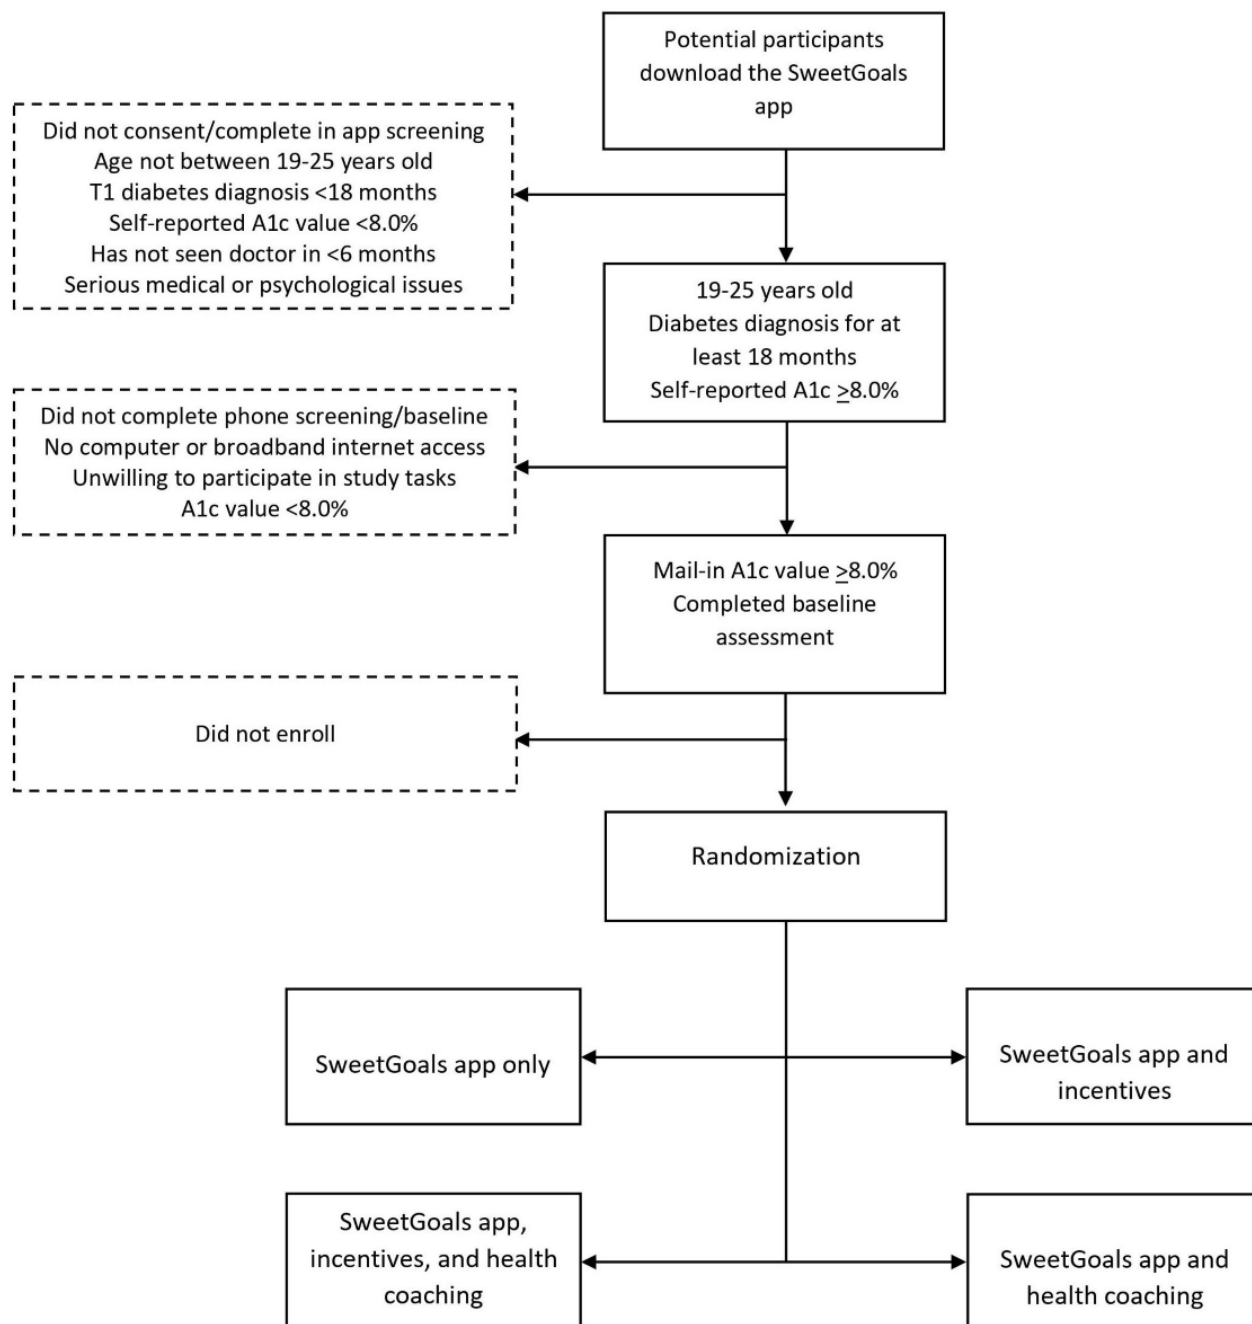 Potential participants
download the SweetGoals
app
Did not consent/complete in app screening
Age not between 19-25 years old
T1 diabetes diagnosis <18 months
Self-reported A1c value <8.0%
Has not seen doctor in <6 months
Serious medical or psychological issues
19-25 years old
Diabetes diagnosis for at
least 18 months
Self-reported A1c ≥8.0%
Did not complete phone screening/baseline
No computer or broadband internet access
Unwilling to participate in study tasks
A1c value <8.0%
Mail-in A1c value ≥8.0%
Completed baseline
assessment
Did not enroll
Randomization
SweetGoals app only
SweetGoals app and
incentives
SweetGoals app,
incentives, and health
coaching
SweetGoals app and
health coaching